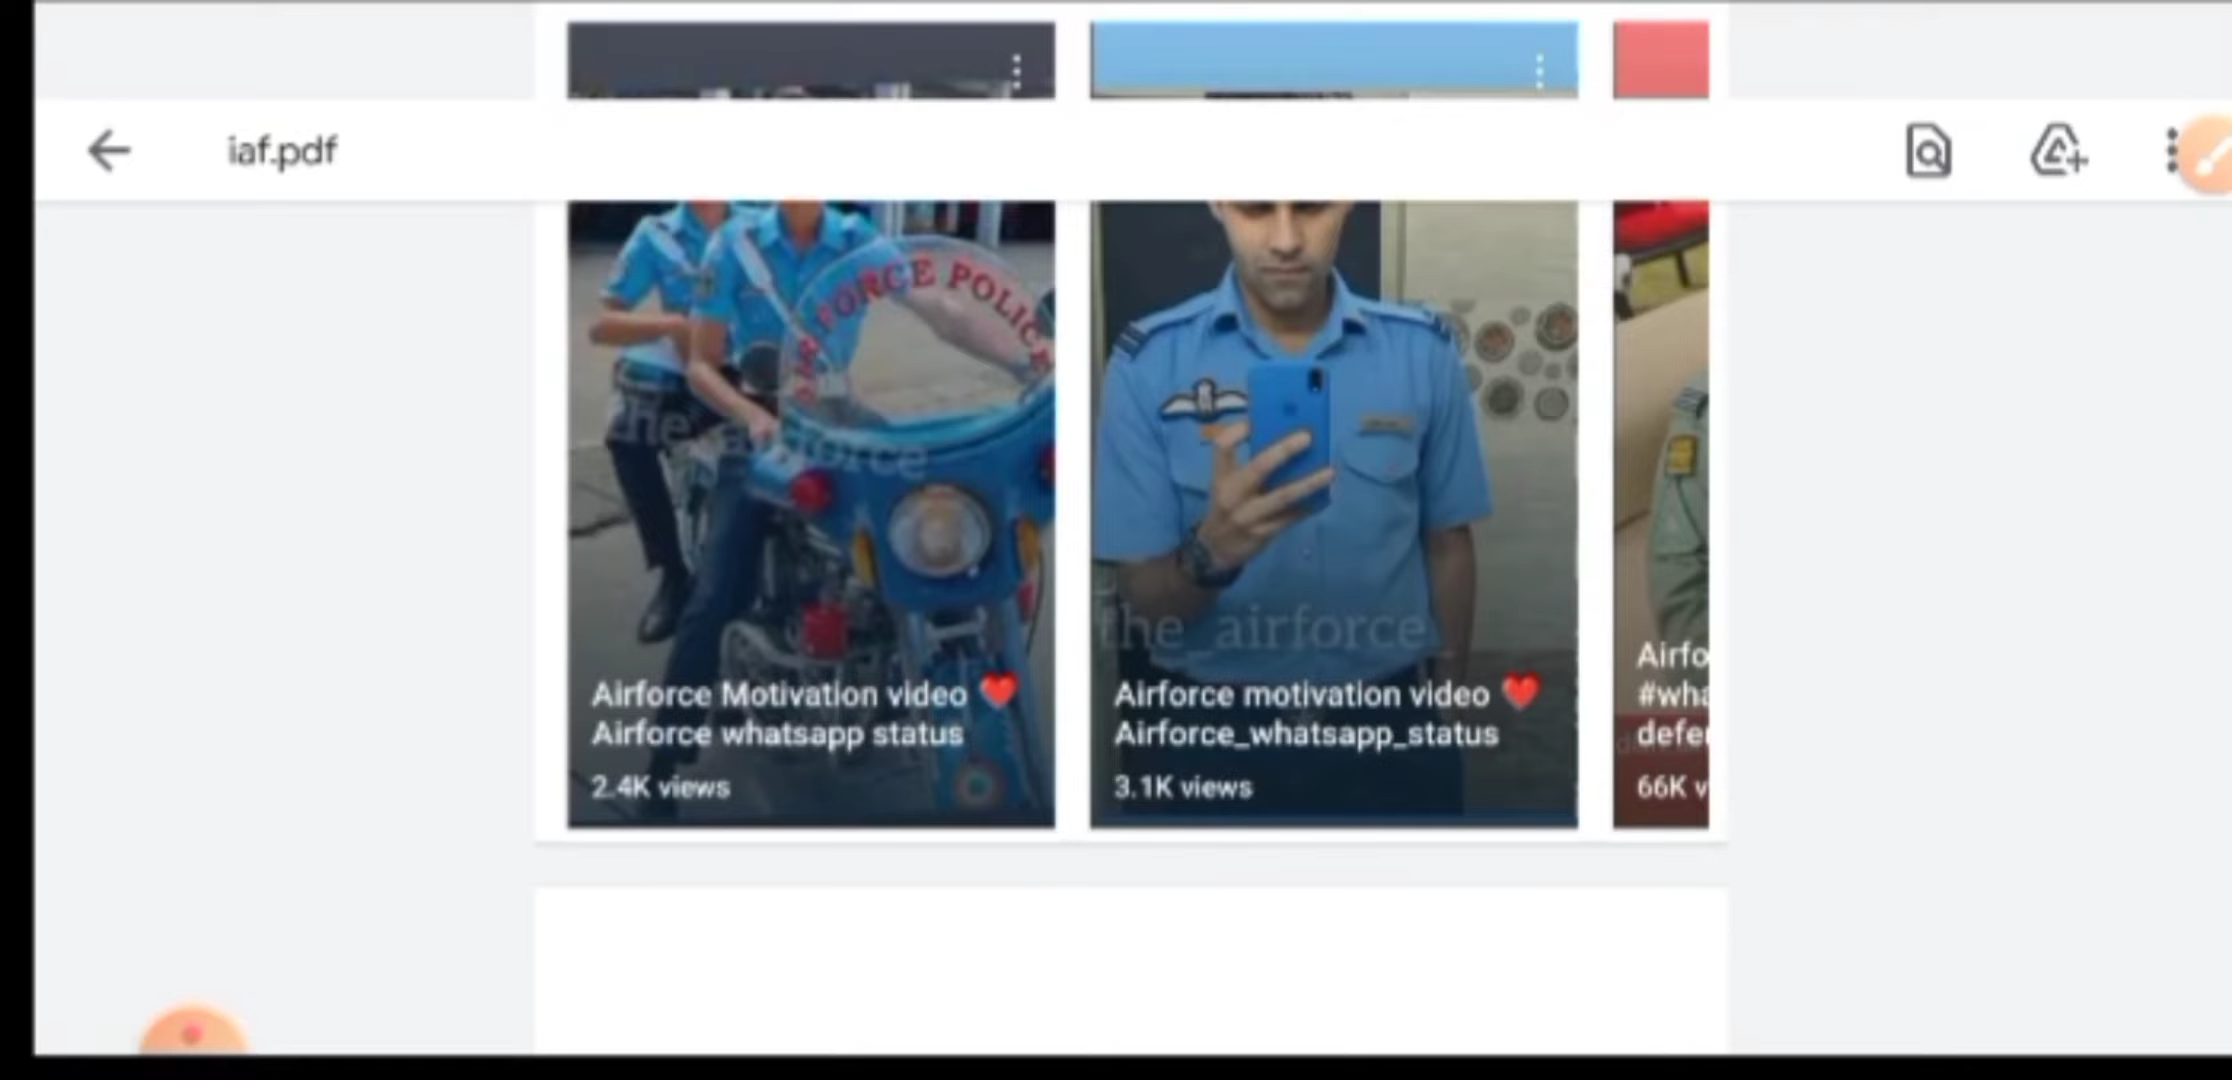 iaf.pdf
AIR FORCE POLICE
the_airforce
Airforce Motivation video ❤️
Airforce whatsapp status
2.4K views
the_airforce
Airforce motivation video ❤️
Airforce_whatsapp_status
3.1K views
Airfo
#wha
defe
66K v